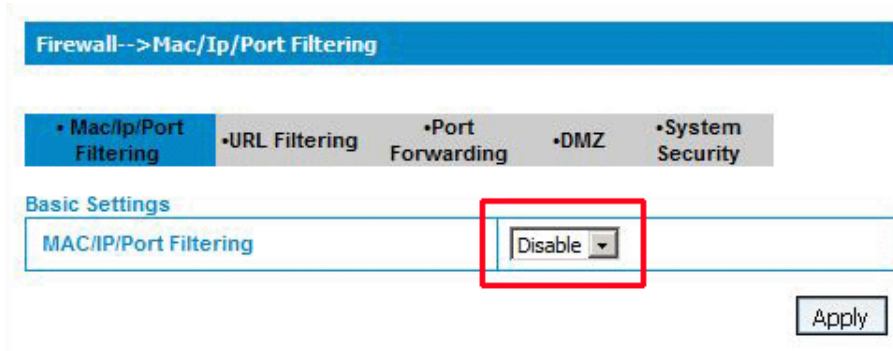 Firewall-->Mac/Ip/Port Filtering
• Mac/Ip/Port Filtering
•URL Filtering
•Port Forwarding
•DMZ
•System Security
Basic Settings
MAC/IP/Port Filtering
Disable
Apply